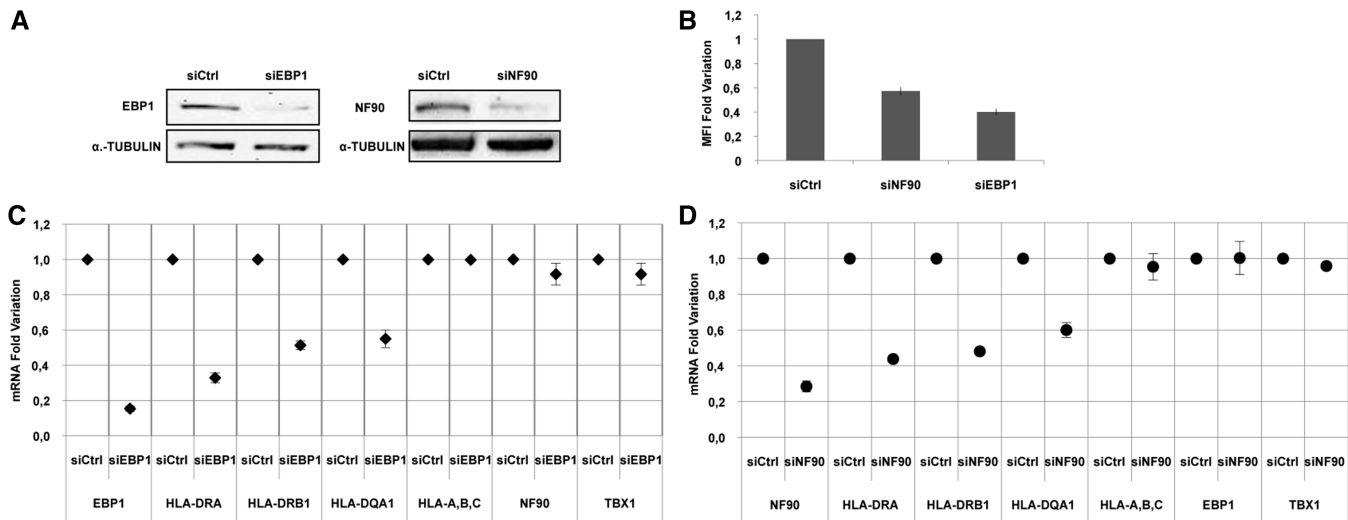 A
siCtrl siEBP1
EBP1
α.-TUBULIN
siCtrl siNF90
NF90
α-TUBULIN
B
MFI Fold Variation
1,2
1
0,8
0,6
0,4
0,2
0
siCtrl siNF90 siEBP1
C
mRNA Fold Variation
1,2
1,0
0,8
0,6
0,4
0,2
0,0
siCtrl siEBP1 siCtrl siEBP1 siCtrl siEBP1 siCtrl siEBP1 siCtrl siEBP1 siCtrl siEBP1 siCtrl siEBP1
EBP1 HLA-DRA HLA-DRB1 HLA-DQA1 HLA-A,B,C NF90 TBX1
D
mRNA Fold Variation
1,2
1,0
0,8
0,6
0,4
0,2
0,0
siCtrl siNF90 siCtrl siNF90 siCtrl siNF90 siCtrl siNF90 siCtrl siNF90 siCtrl siNF90 siCtrl siNF90
NF90 HLA-DRA HLA-DRB1 HLA-DQA1 HLA-A,B,C EBP1 TBX1